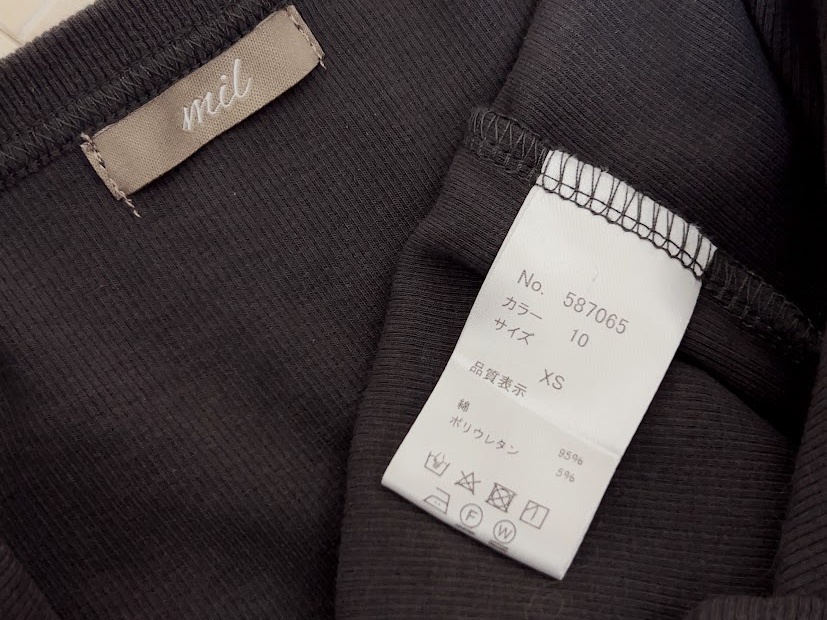 mil
No. 587065
カラー 10
サイズ XS
品質表示
綿 95%
ポリウレタン 5%
F W